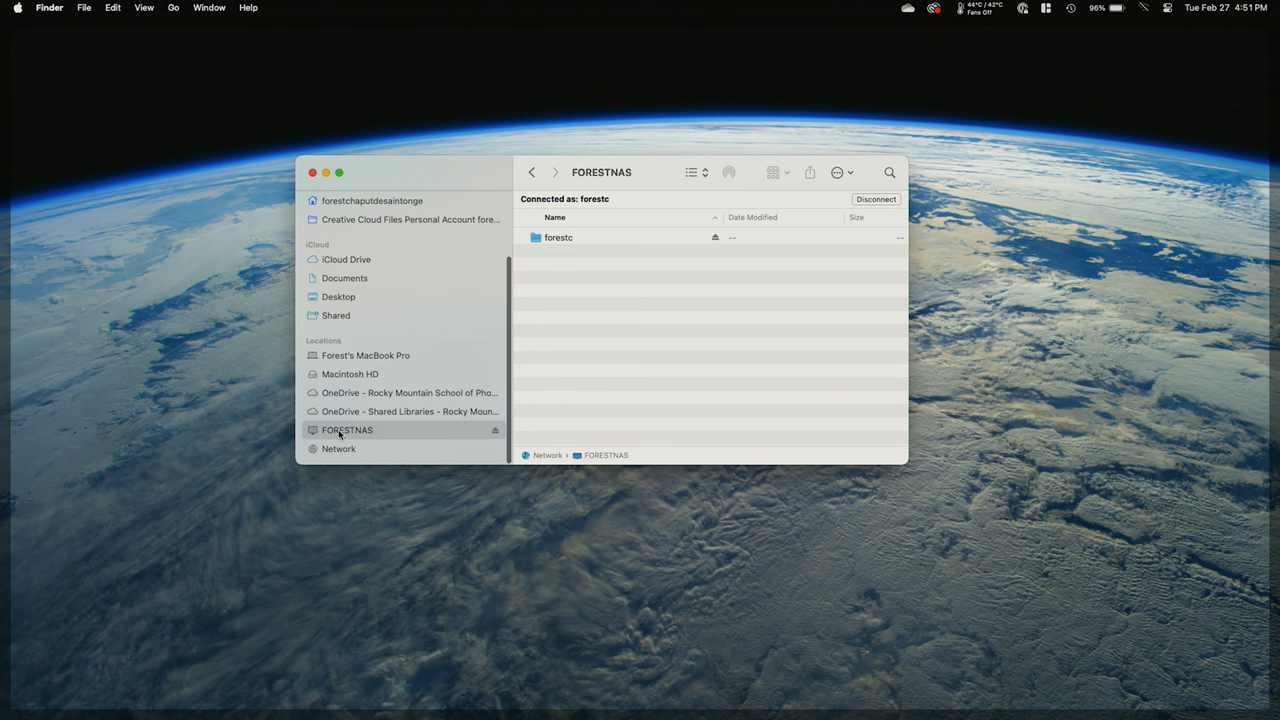 Finder File Edit View Go Window Help
44°C / 42°C
Fans Off
96%
Tue Feb 27 4:51 PM
forestchaputdesaintonge
Creative Cloud Files Personal Account fore...
iCloud
iCloud Drive
Documents
Desktop
Shared
Locations
Forest's MacBook Pro
Macintosh HD
OneDrive - Rocky Mountain School of Pho...
OneDrive - Shared Libraries - Rocky Moun...
FORESTNAS
Network
FORESTNAS
Connected as: forestc Disconnect
Name Date Modified Size
forestc -- --
Network › FORESTNAS